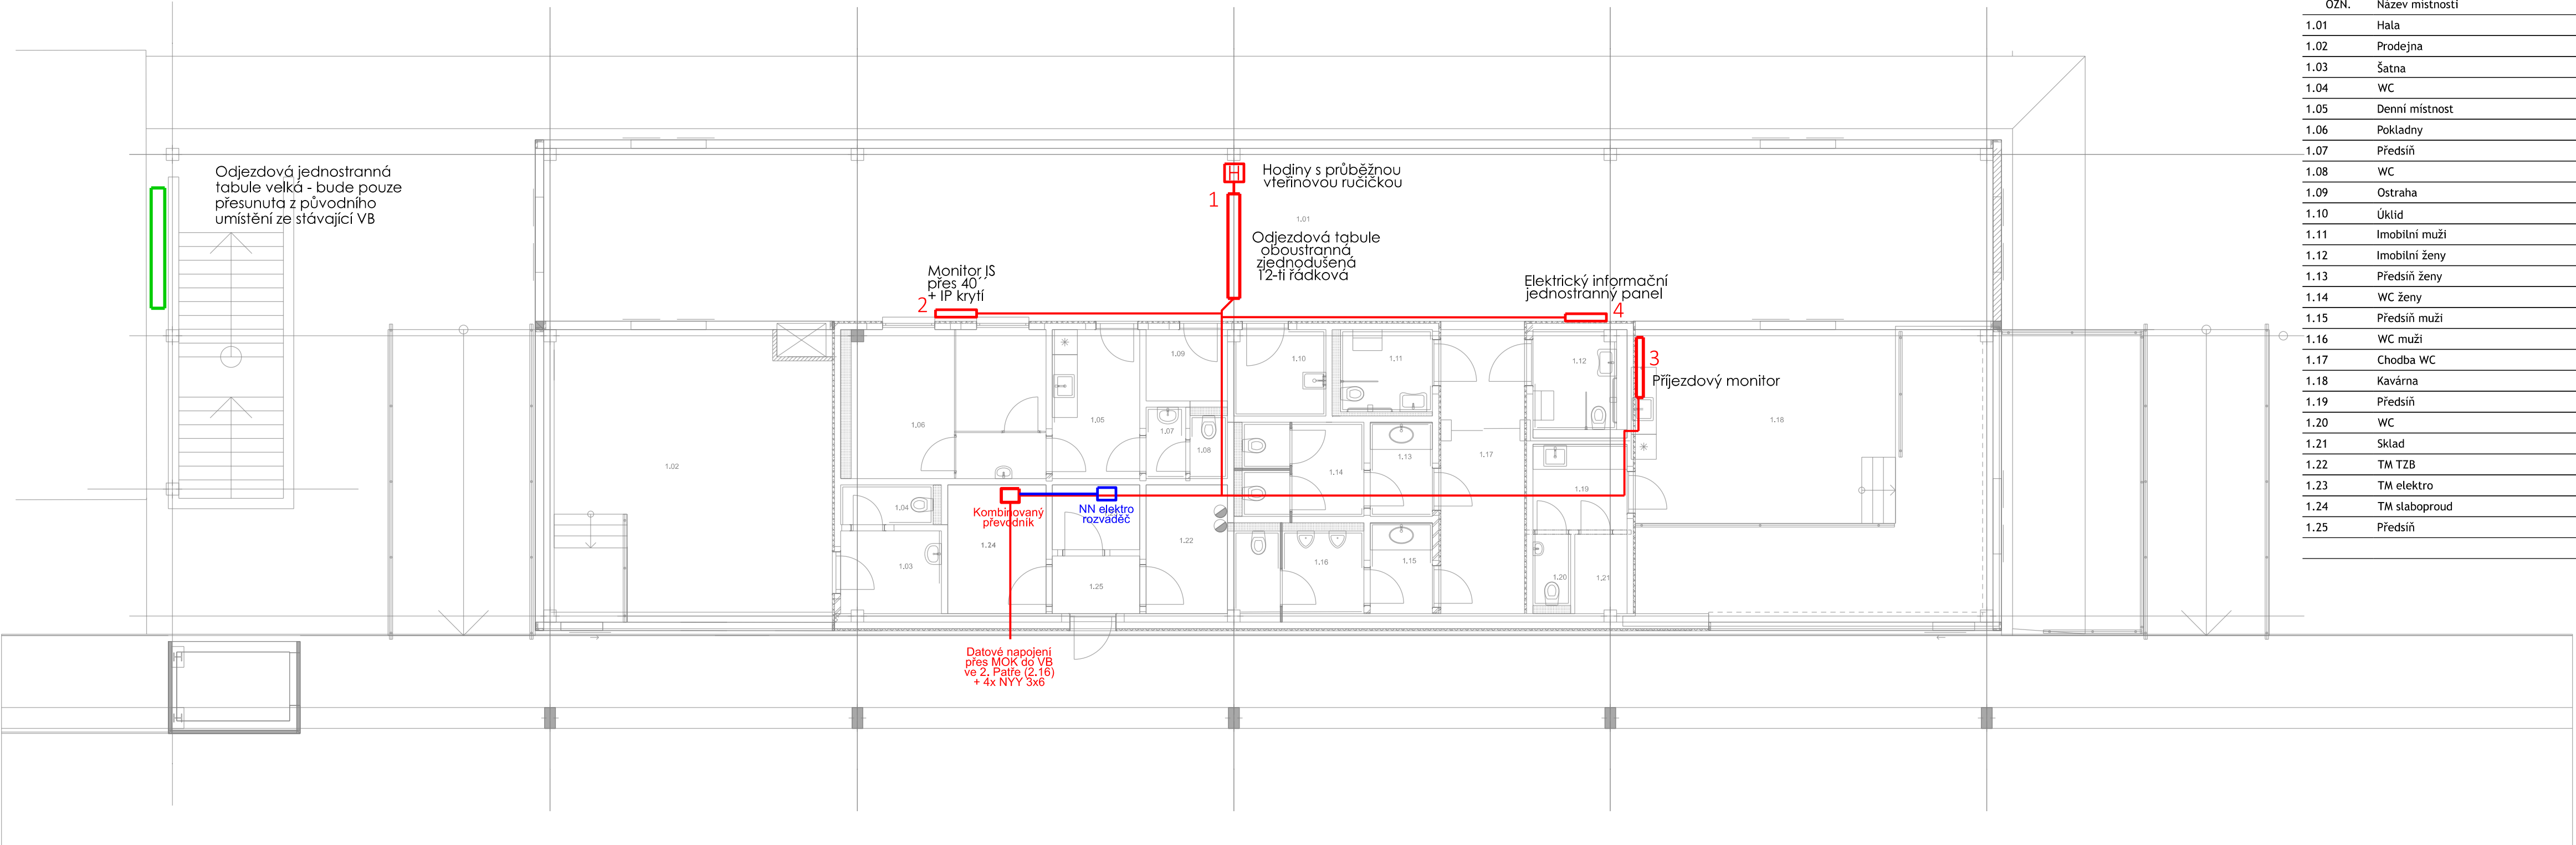 OZN. Název místnosti
1.01 Hala
1.02 Prodejna
1.03 Šatna
1.04 WC
1.05 Denní místnost
1.06 Pokladny
1.07 Předsíň
1.08 WC
1.09 Ostraha
1.10 Úklid
1.11 Imobilní muži
1.12 Imobilní ženy
1.13 Předsíň ženy
1.14 WC ženy
1.15 Předsíň muži
1.16 WC muži
1.17 Chodba WC
1.18 Kavárna
1.19 Předsíň
1.20 WC
1.21 Sklad
1.22 TM TZB
1.23 TM elektro
1.24 TM slaboproud
1.25 Předsíň
Odjezdová jednostranná
tabule velká - bude pouze
přesunuta z původního
umístění ze stávající VB
H
Hodiny s průběžnou
vteřinovou ručičkou
1
1.01
Odjezdová tabule
oboustranná
zjednodušená
12-ti řádková
Monitor JS
přes 40´´
+ IP krytí
2
Elektrický informační
jednostranný panel
4
3
Příjezdový monitor
1.09
1.10
1.11
1.12
1.06
1.05
1.07
1.08
1.18
1.02
1.14
1.13
1.17
1.19
1.04
Kombinovaný
převodník
NN elektro
rozvaděč
1.24
1.22
1.03
1.25
1.16
1.15
1.20
1.21
Datové napojení
přes MOK do VB
ve 2. Patře (2.16)
+ 4x NYY 3x6